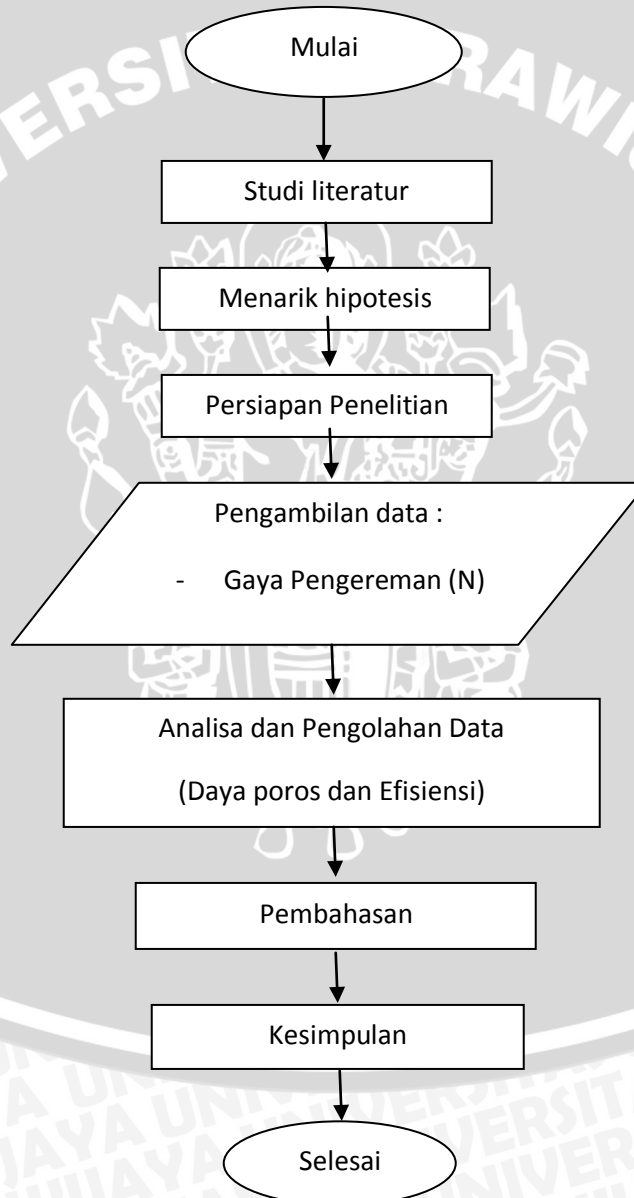 Mulai
Studi literatur
Menarik hipotesis
Persiapan Penelitian
Pengambilan data :
- Gaya Pengereman (N)
Analisa dan Pengolahan Data
(Daya poros dan Efisiensi)
Pembahasan
Kesimpulan
Selesai